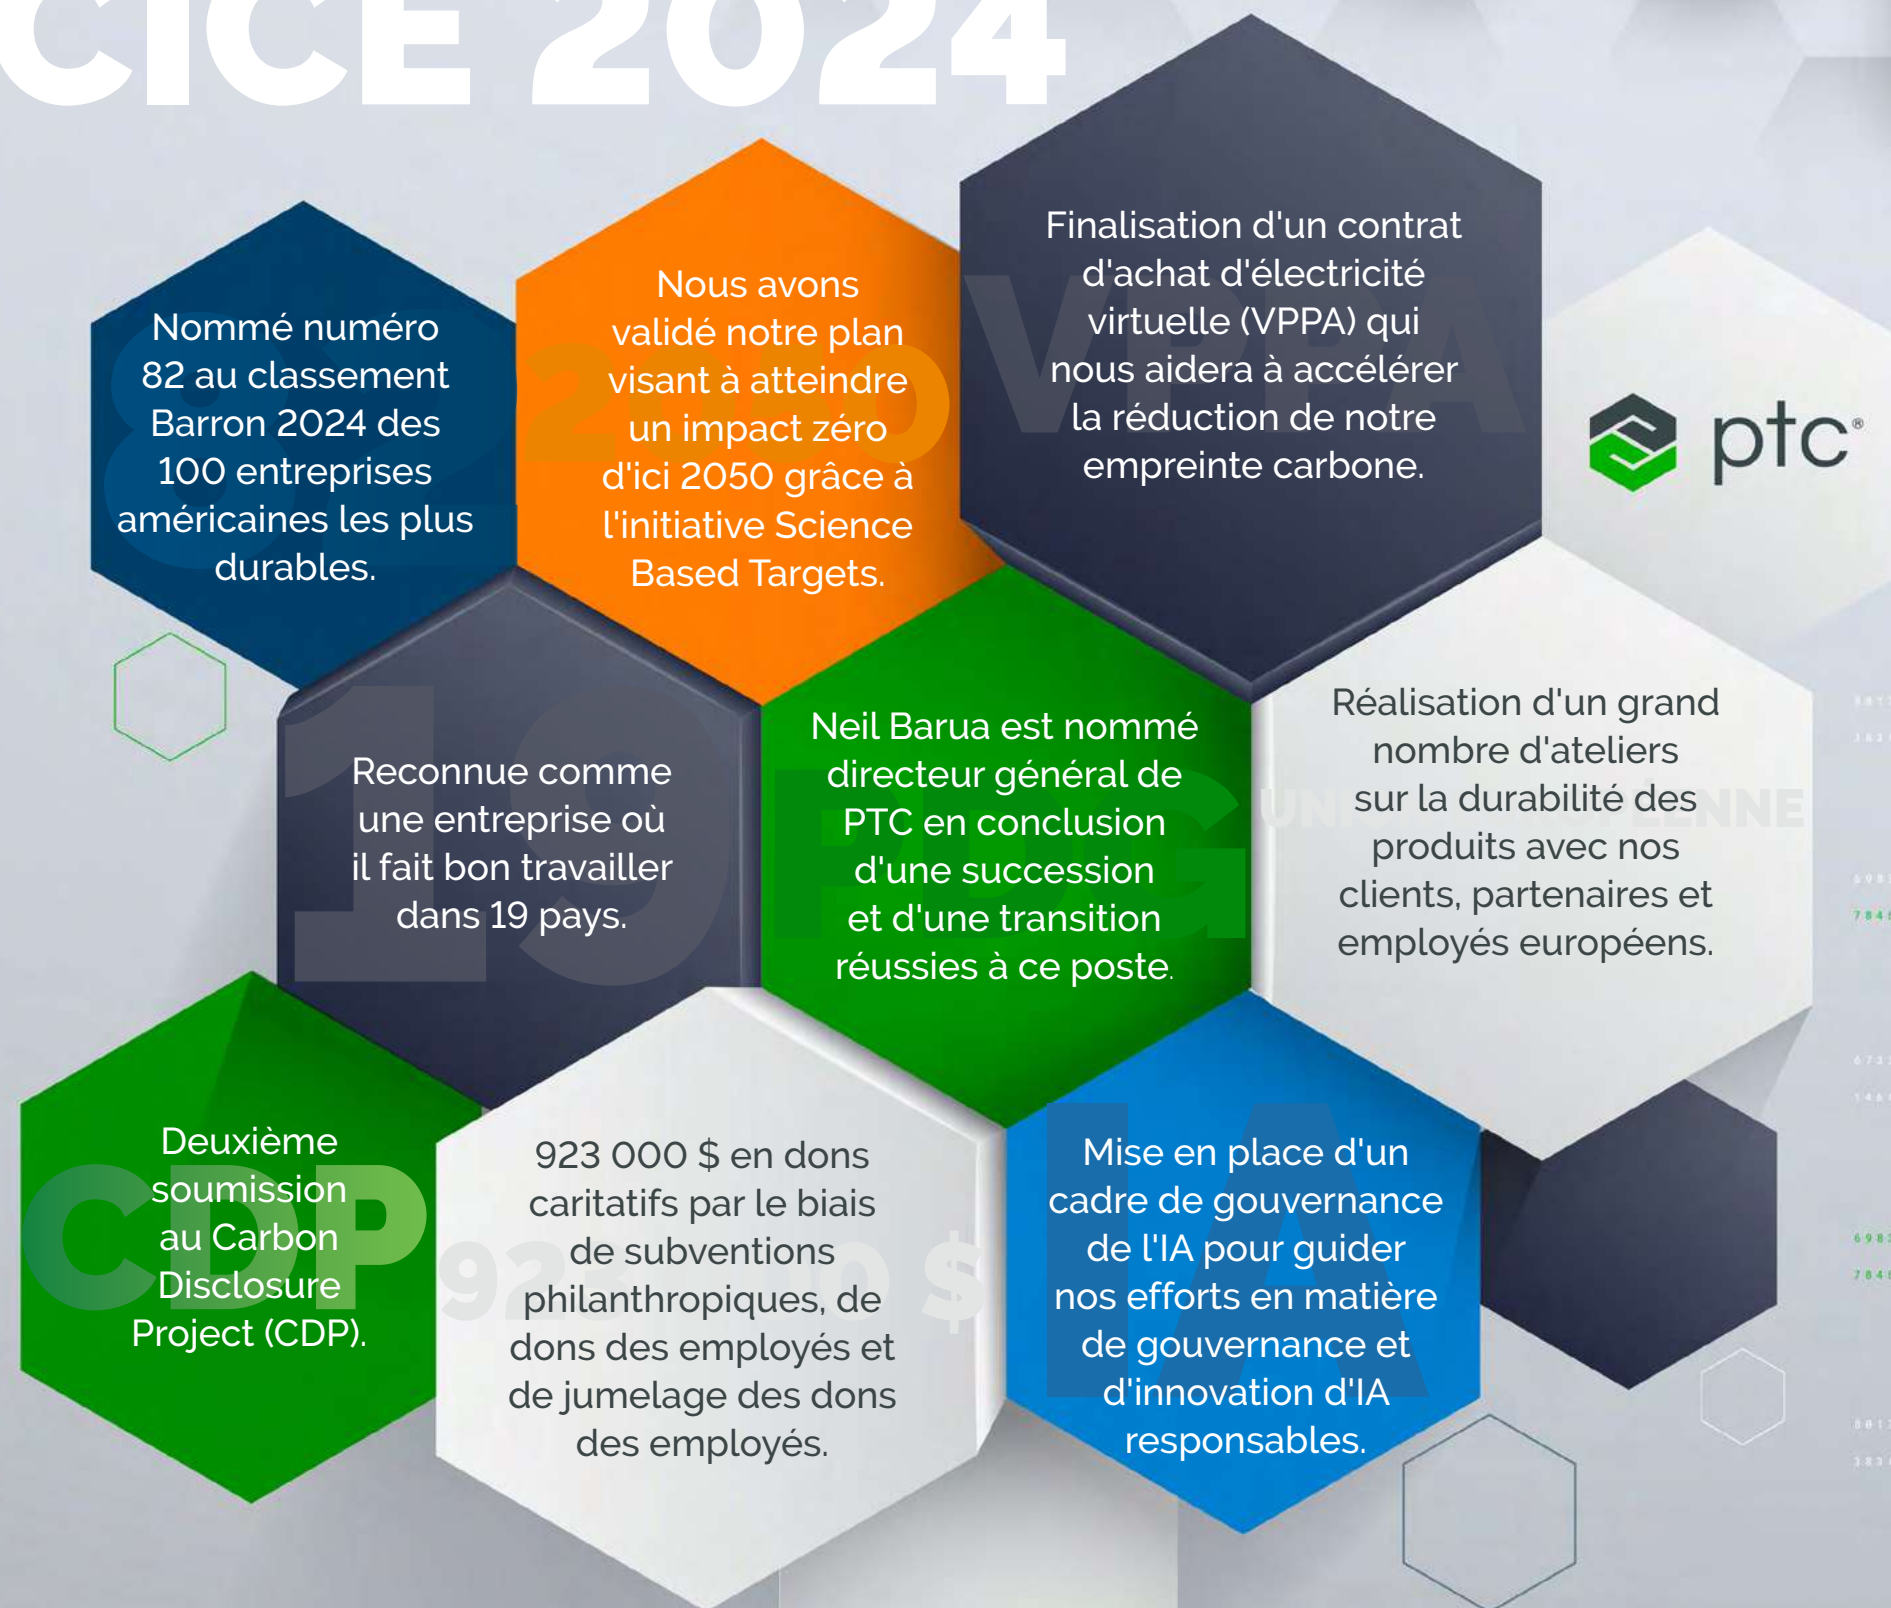 CICE 2024
Nommé numéro
82 au classement
Barron 2024 des
100 entreprises
américaines les plus
durables.
82
Nous avons
validé notre plan
visant à atteindre
un impact zéro
d'ici 2050 grâce à
l'initiative Science
Based Targets.
Finalisation d'un contrat
d'achat d'électricité
virtuelle (VPPA) qui
nous aidera à accélérer
la réduction de notre
empreinte carbone.
VPPA
ptc®
Reconnue comme
une entreprise où
il fait bon travailler
dans 19 pays.
19
Neil Barua est nommé
directeur général de
PTC en conclusion
d'une succession
et d'une transition
réussies à ce poste.
PDG
Réalisation d'un grand
nombre d'ateliers
sur la durabilité des
produits avec nos
clients, partenaires et
employés européens.
Deuxième
soumission
au Carbon
Disclosure
Project (CDP).
CDP
923 000 $ en dons
caritatifs par le biais
de subventions
philanthropiques, de
dons des employés et
de jumelage des dons
des employés.
Mise en place d'un
cadre de gouvernance
de l'IA pour guider
nos efforts en matière
de gouvernance et
d'innovation d'IA
responsables.
IA